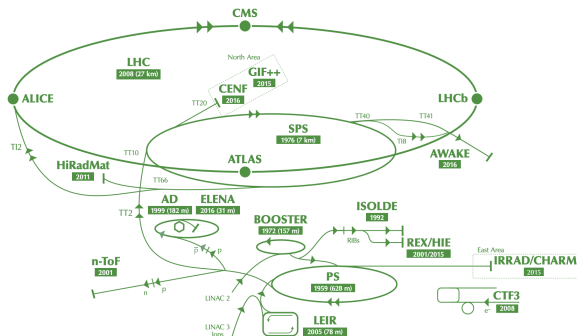 CMS
LHC
2008 (27 km)
North Area
GIF++
2015
CENF
2016
ALICE
LHCb
TT20
TT40
TT41
SPS
1976 (7 km)
TI2
TI8
TT10
AWAKE
2016
HiRadMat
2011
ATLAS
TT66
AD
1999 (182 m)
ELENA
2016 (31 m)
TT2
ISOLDE
1992
BOOSTER
1972 (157 m)
RIBs
REX/HIE
2001/2015
p
p
East Area
n-ToF
2001
IRRAD/CHARM
2015
PS
1959 (628 m)
n
p
LINAC 2
CTF3
2008
e-
LINAC 3
Ions
LEIR
2005 (78 m)